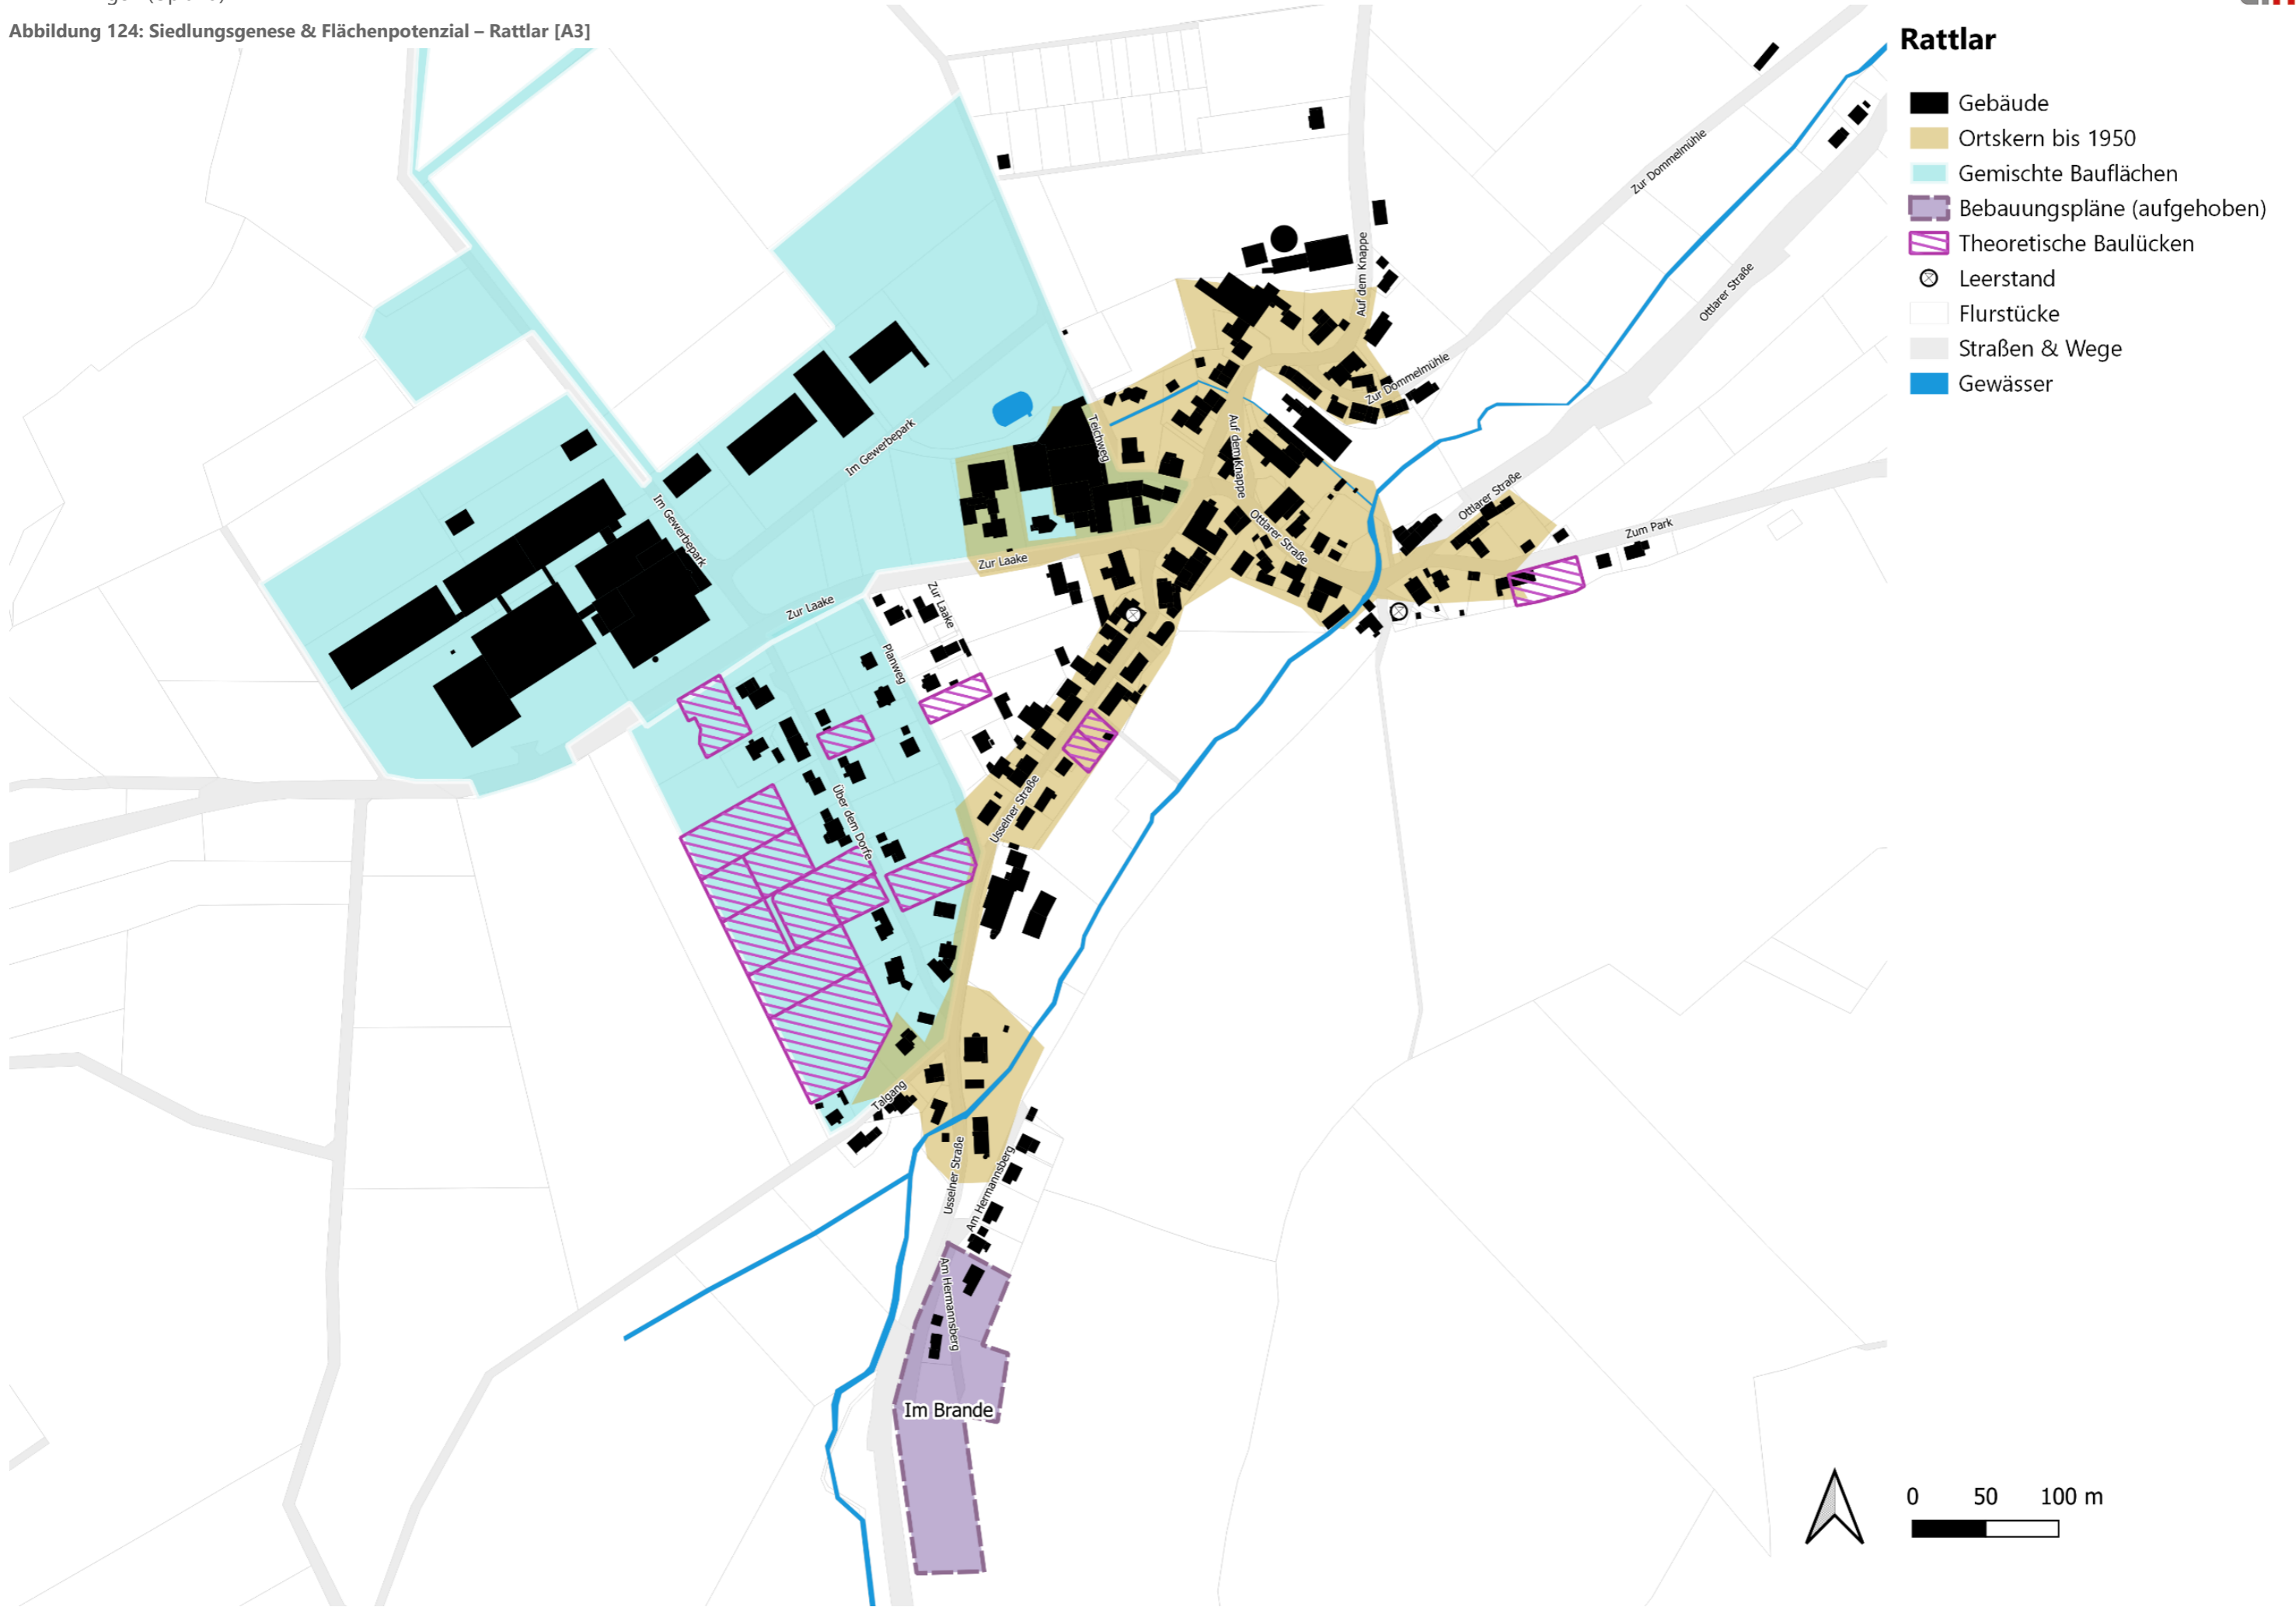 Abbildung 124: Siedlungsgenese & Flächenpotenzial – Rattlar [A3]
Rattlar
Gebäude
Ortskern bis 1950
Gemischte Bauflächen
Bebauungspläne (aufgehoben)
Theoretische Baulücken
Leerstand
Flurstücke
Straßen & Wege
Gewässer
Zur Dommelmühle
Auf dem Knappe
Ottlarer Straße
Zur Dommelmühle
Teichweg
Im Gewerbepark
Auf dem Knappe
Ottlarer Straße
Im Gewerbepark
Ottlarer Straße
Zum Park
Zur Laake
Zur Laake
Zur Laake
Planweg
Über dem Dorfe
Usselner Straße
Talgang
Usselner Straße
Am Hermannsberg
Am Hermannsberg
Im Brande
0 50 100 m